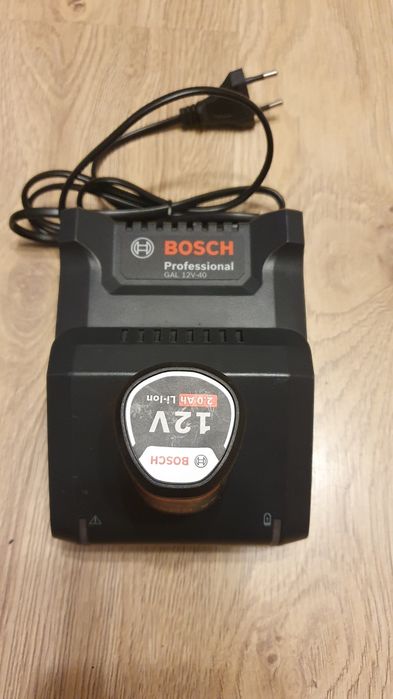 BOSCH
Professional
GAL 12V-40
BOSCH
12V
2.0 Ah Li-Ion